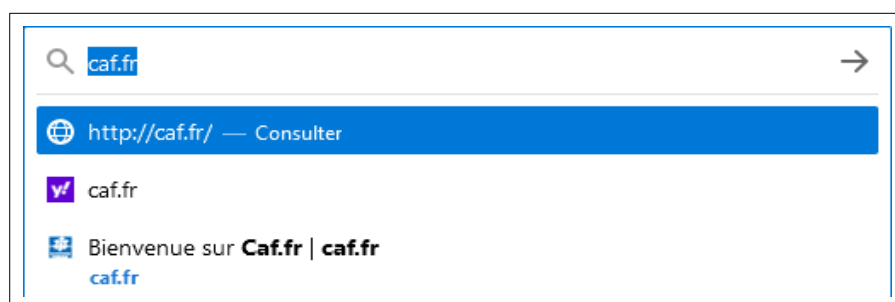 caf.fr
http://caf.fr/ — Consulter
y! caf.fr
Bienvenue sur Caf.fr | caf.fr
caf.fr